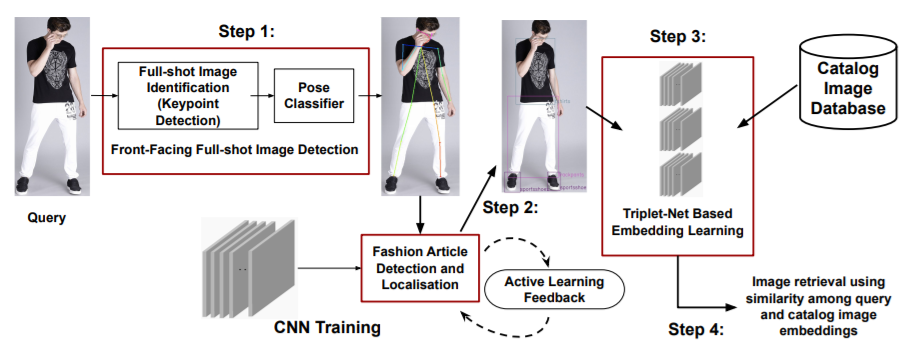 Step 1:
Full-shot Image
Identification
(Keypoint
Detection)
Pose
Classifier
Front-Facing Full-shot Image Detection
Query
Step 2:
Fashion Article
Detection and
Localisation
Active Learning
Feedback
CNN Training
Step 3:
Triplet-Net Based
Embedding Learning
Catalog
Image
Database
Step 4:
Image retrieval using
similarity among query
and catalog image
embeddings